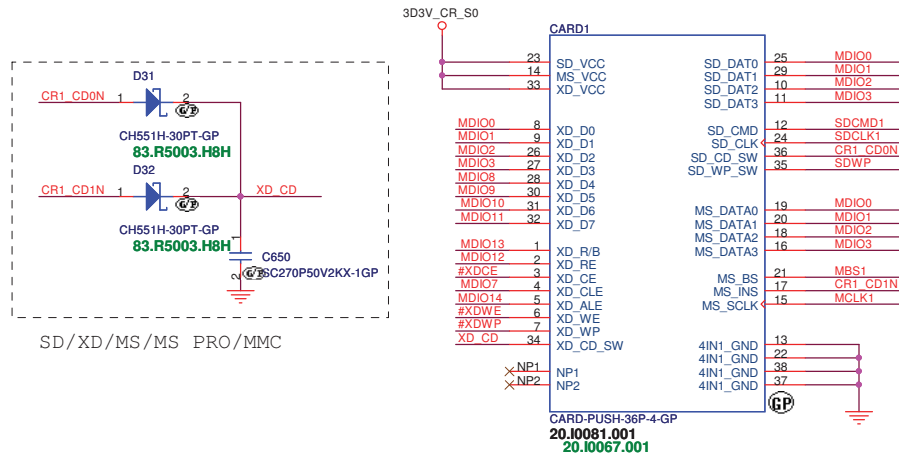 3D3V_CR_S0
D31
CR1_CD0N 1 2
G/P
CH551H-30PT-GP
83.R5003.H8H
D32
CR1_CD1N 1 2 XD_CD
G/P
CH551H-30PT-GP
83.R5003.H8H
1
C650
2 G/P SC270P50V2KX-1GP
SD/XD/MS/MS PRO/MMC
CARD1
23 SD_VCC
14 MS_VCC
33 XD_VCC
MDIO0 8 XD_D0
MDIO1 9 XD_D1
MDIO2 26 XD_D2
MDIO3 27 XD_D3
MDIO8 28 XD_D4
MDIO9 30 XD_D5
MDIO10 31 XD_D6
MDIO11 32 XD_D7
MDIO13 1 XD_R/B
MDIO12 2 XD_RE
#XDCE 3 XD_CE
MDIO7 4 XD_CLE
MDIO14 5 XD_ALE
#XDWE 6 XD_WE
#XDWP 7 XD_WP
XD_CD 34 XD_CD_SW
NP1 NP1
NP2 NP2
SD_DAT0 25 MDIO0
SD_DAT1 29 MDIO1
SD_DAT2 10 MDIO2
SD_DAT3 11 MDIO3
SD_CMD 12 SDCMD1
SD_CLK 24 SDCLK1
SD_CD_SW 36 CR1_CD0N
SD_WP_SW 35 SDWP
MS_DATA0 19 MDIO0
MS_DATA1 20 MDIO1
MS_DATA2 18 MDIO2
MS_DATA3 16 MDIO3
MS_BS 21 MBS1
MS_INS 17 CR1_CD1N
MS_SCLK 15 MCLK1
4IN1_GND 13
4IN1_GND 22
4IN1_GND 38
4IN1_GND 37
GP
CARD-PUSH-36P-4-GP
20.I0081.001
20.I0067.001